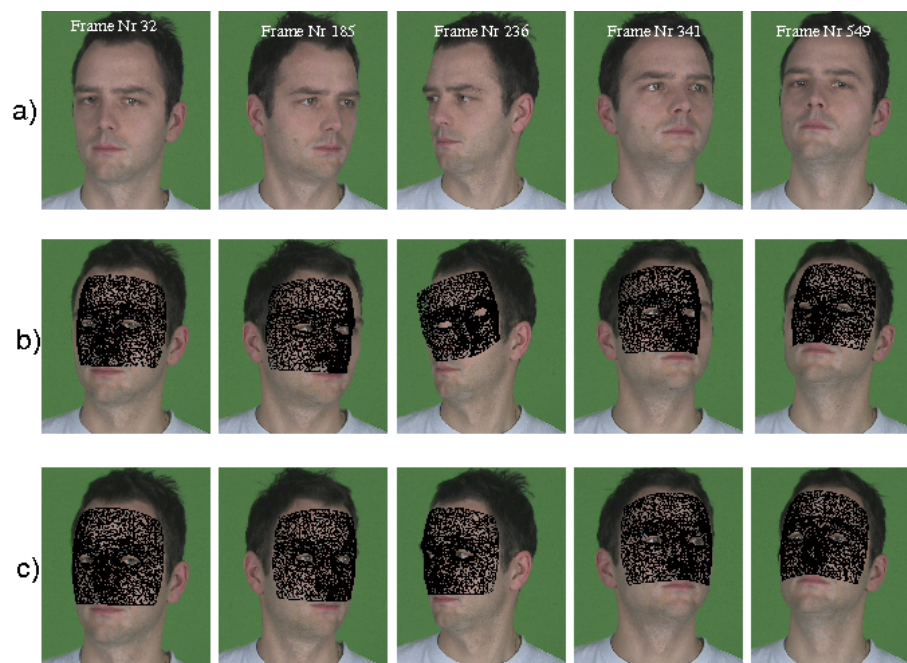 Frame Nr 32
Frame Nr 185
Frame Nr 236
Frame Nr 341
Frame Nr 549
a)
b)
c)